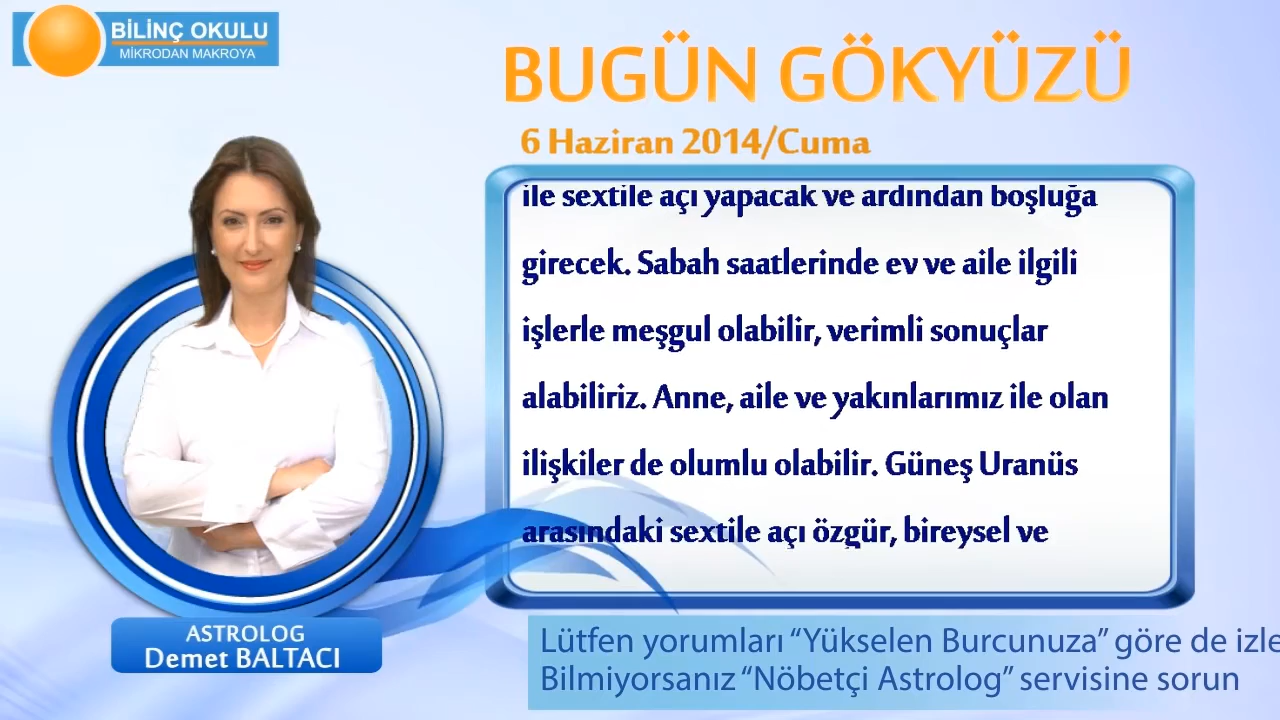 BİLİNÇ OKULU
MİKRODAN MAKROYA
BUGÜN GÖKYÜZÜ
6 Haziran 2014/Cuma
ile sextile açı yapacak ve ardından boşluğa
girecek. Sabah saatlerinde ev ve aile ilgili
işlerle meşgul olabilir, verimli sonuçlar
alabiliriz. Anne, aile ve yakınlarımız ile olan
ilişkiler de olumlu olabilir. Güneş Uranüs
arasındaki sextile açı özgür, bireysel ve
ASTROLOG
Demet BALTACI
Lütfen yorumları “Yükselen Burcunuza” göre de izle
Bilmiyorsanız “Nöbetçi Astrolog” servisine sorun